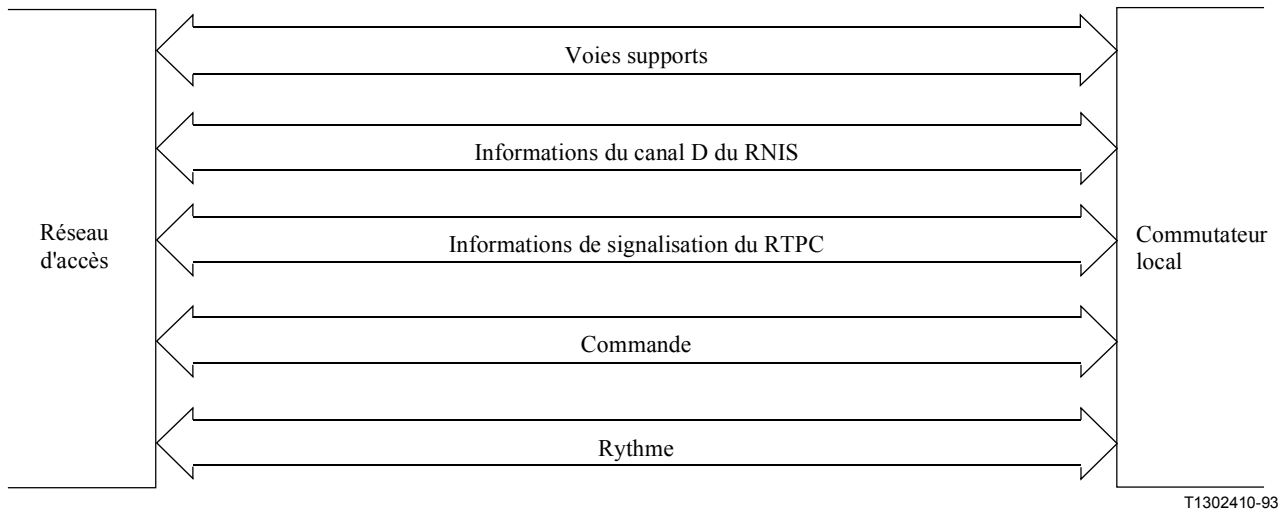 Voies supports
Informations du canal D du RNIS
Réseau
d'accès
Informations de signalisation du RTPC
Commutateur
local
Commande
Rythme
T1302410-93